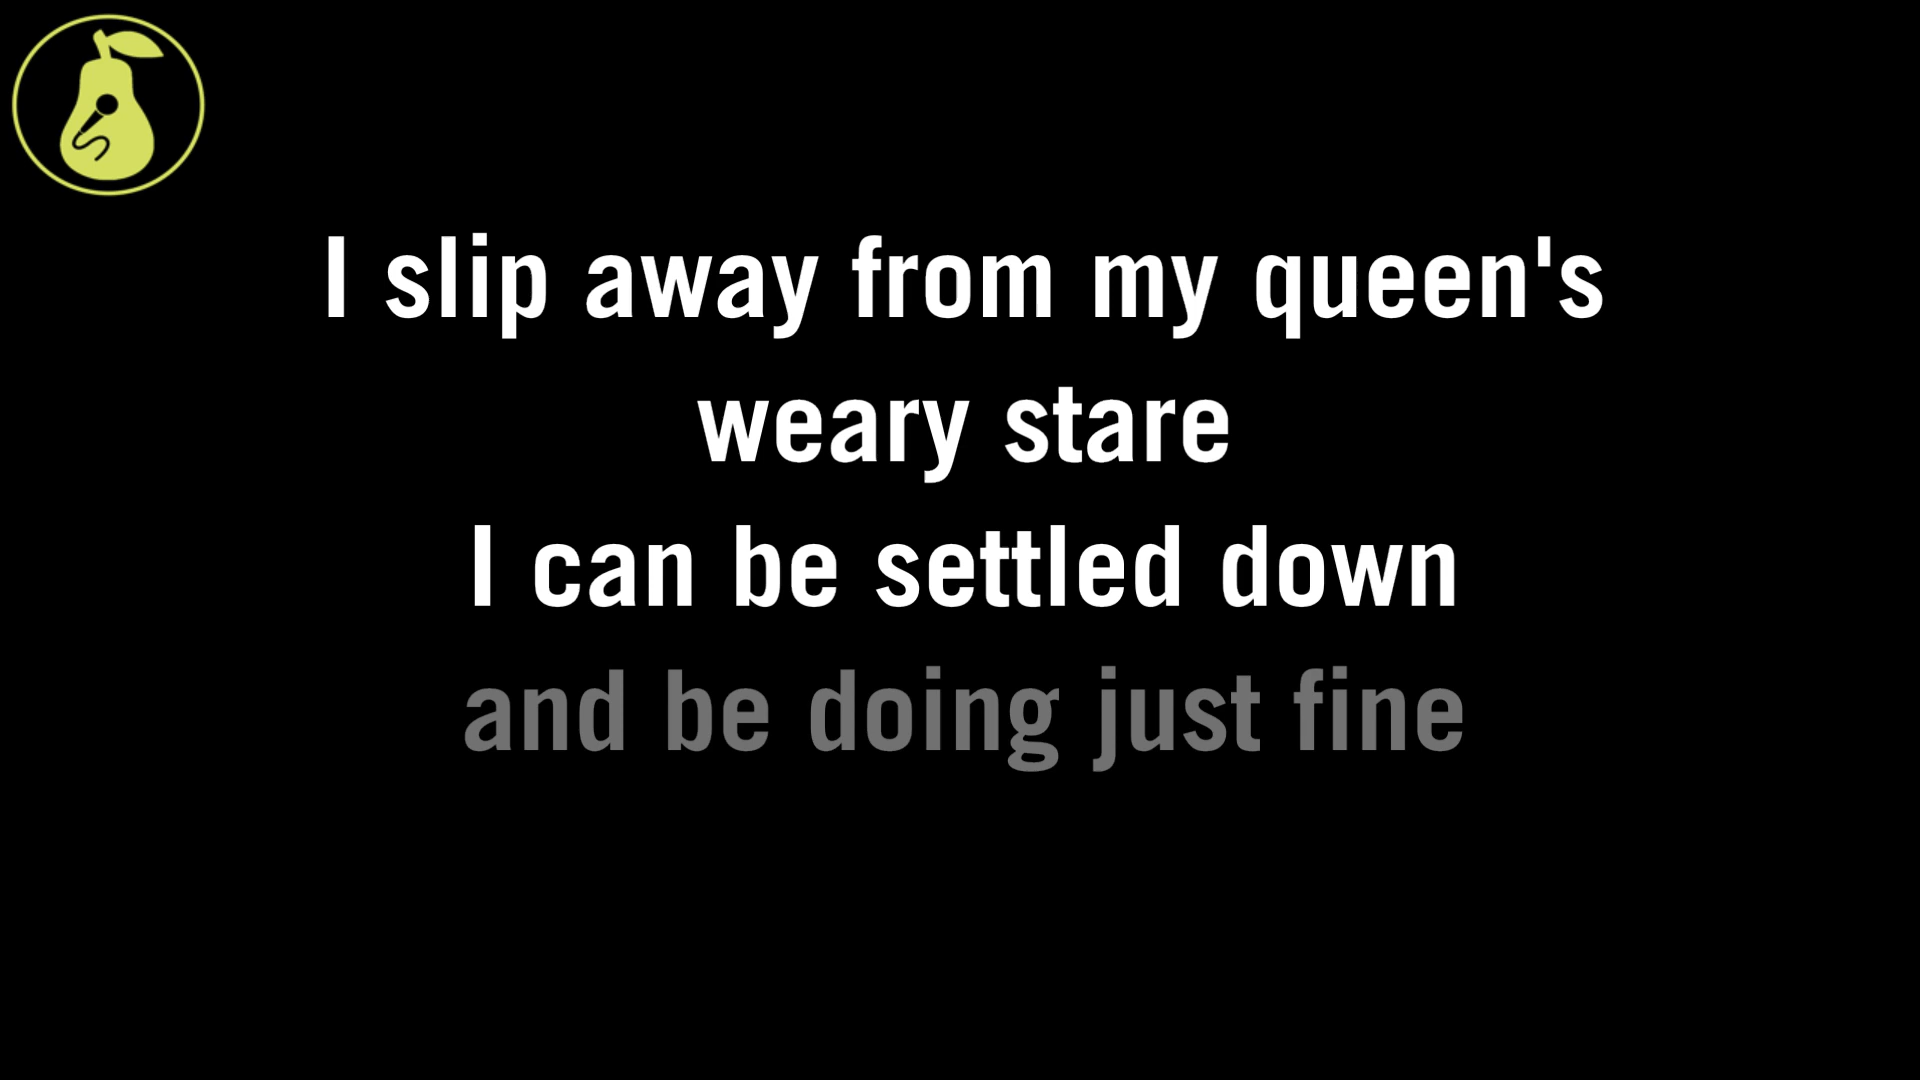 I slip away from my queen's
weary stare
I can be settled down
and be doing just fine